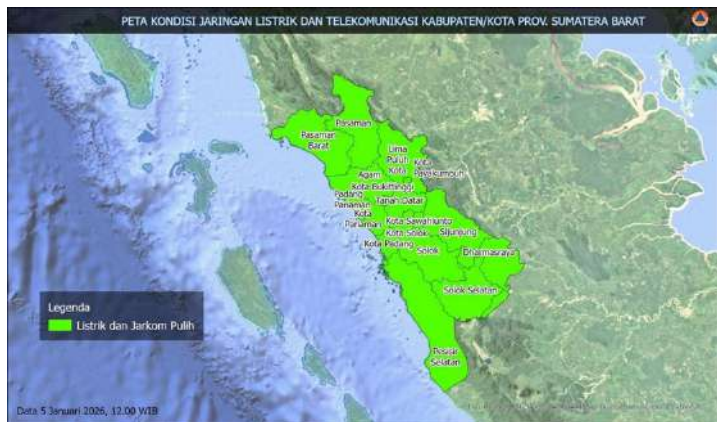 PETA KONDISI JARINGAN LISTRIK DAN TELEKOMUNIKASI KABUPATEN/KOTA PROV. SUMATERA BARAT
Pasaman
Pasaman
Barat
Lima
Puluh
Kota
Kota
Payakumbuh
Agam
Kota Bukittinggi
Tanah Datar
Padang
Pariaman
Kota
Pariaman
Kota Sawahlunto
Kota Solok
Sijunjung
Kota Padang
Solok
Dharmasraya
Solok Selatan
Pesisir
Selatan
Legenda
Listrik dan Jarkom Pulih
Data 5 Januari 2026, 12.00 WIB